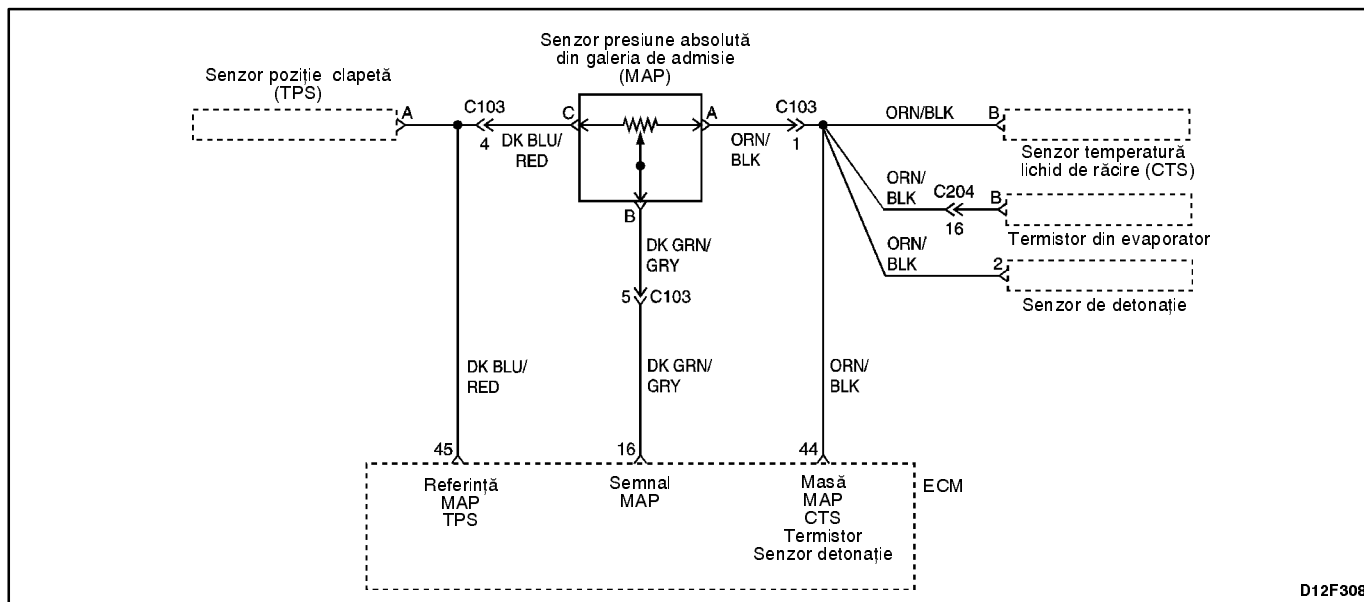 Senzor presiune absolută
din galeria de admisie
(MAP)
Senzor poziție clapetă
(TPS)
A
C103
4
DK BLU/
RED
C
A
ORN/
BLK
C103
1
ORN/BLK
B
Senzor temperatură
lichid de răcire (CTS)
ORN/
BLK
C204
16
B
Termistor din evaporator
ORN/
BLK
2
Senzor de detonație
B
DK GRN/
GRY
5 C103
DK BLU/
RED
DK GRN/
GRY
ORN/
BLK
45
16
44
Referință
MAP
TPS
Semnal
MAP
Masă
MAP
CTS
Termistor
Senzor detonație
ECM
D12F308